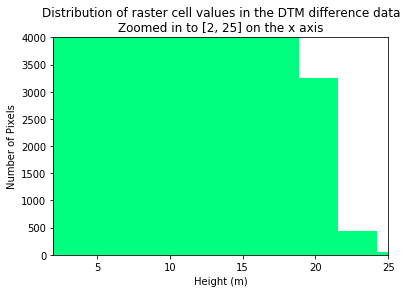 Distribution of raster cell values in the DTM difference data
Zoomed in to [2, 25] on the x axis
4000
3500
3000
2500
2000
1500
1000
500
0
Number of Pixels
5 10 15 20 25
Height (m)